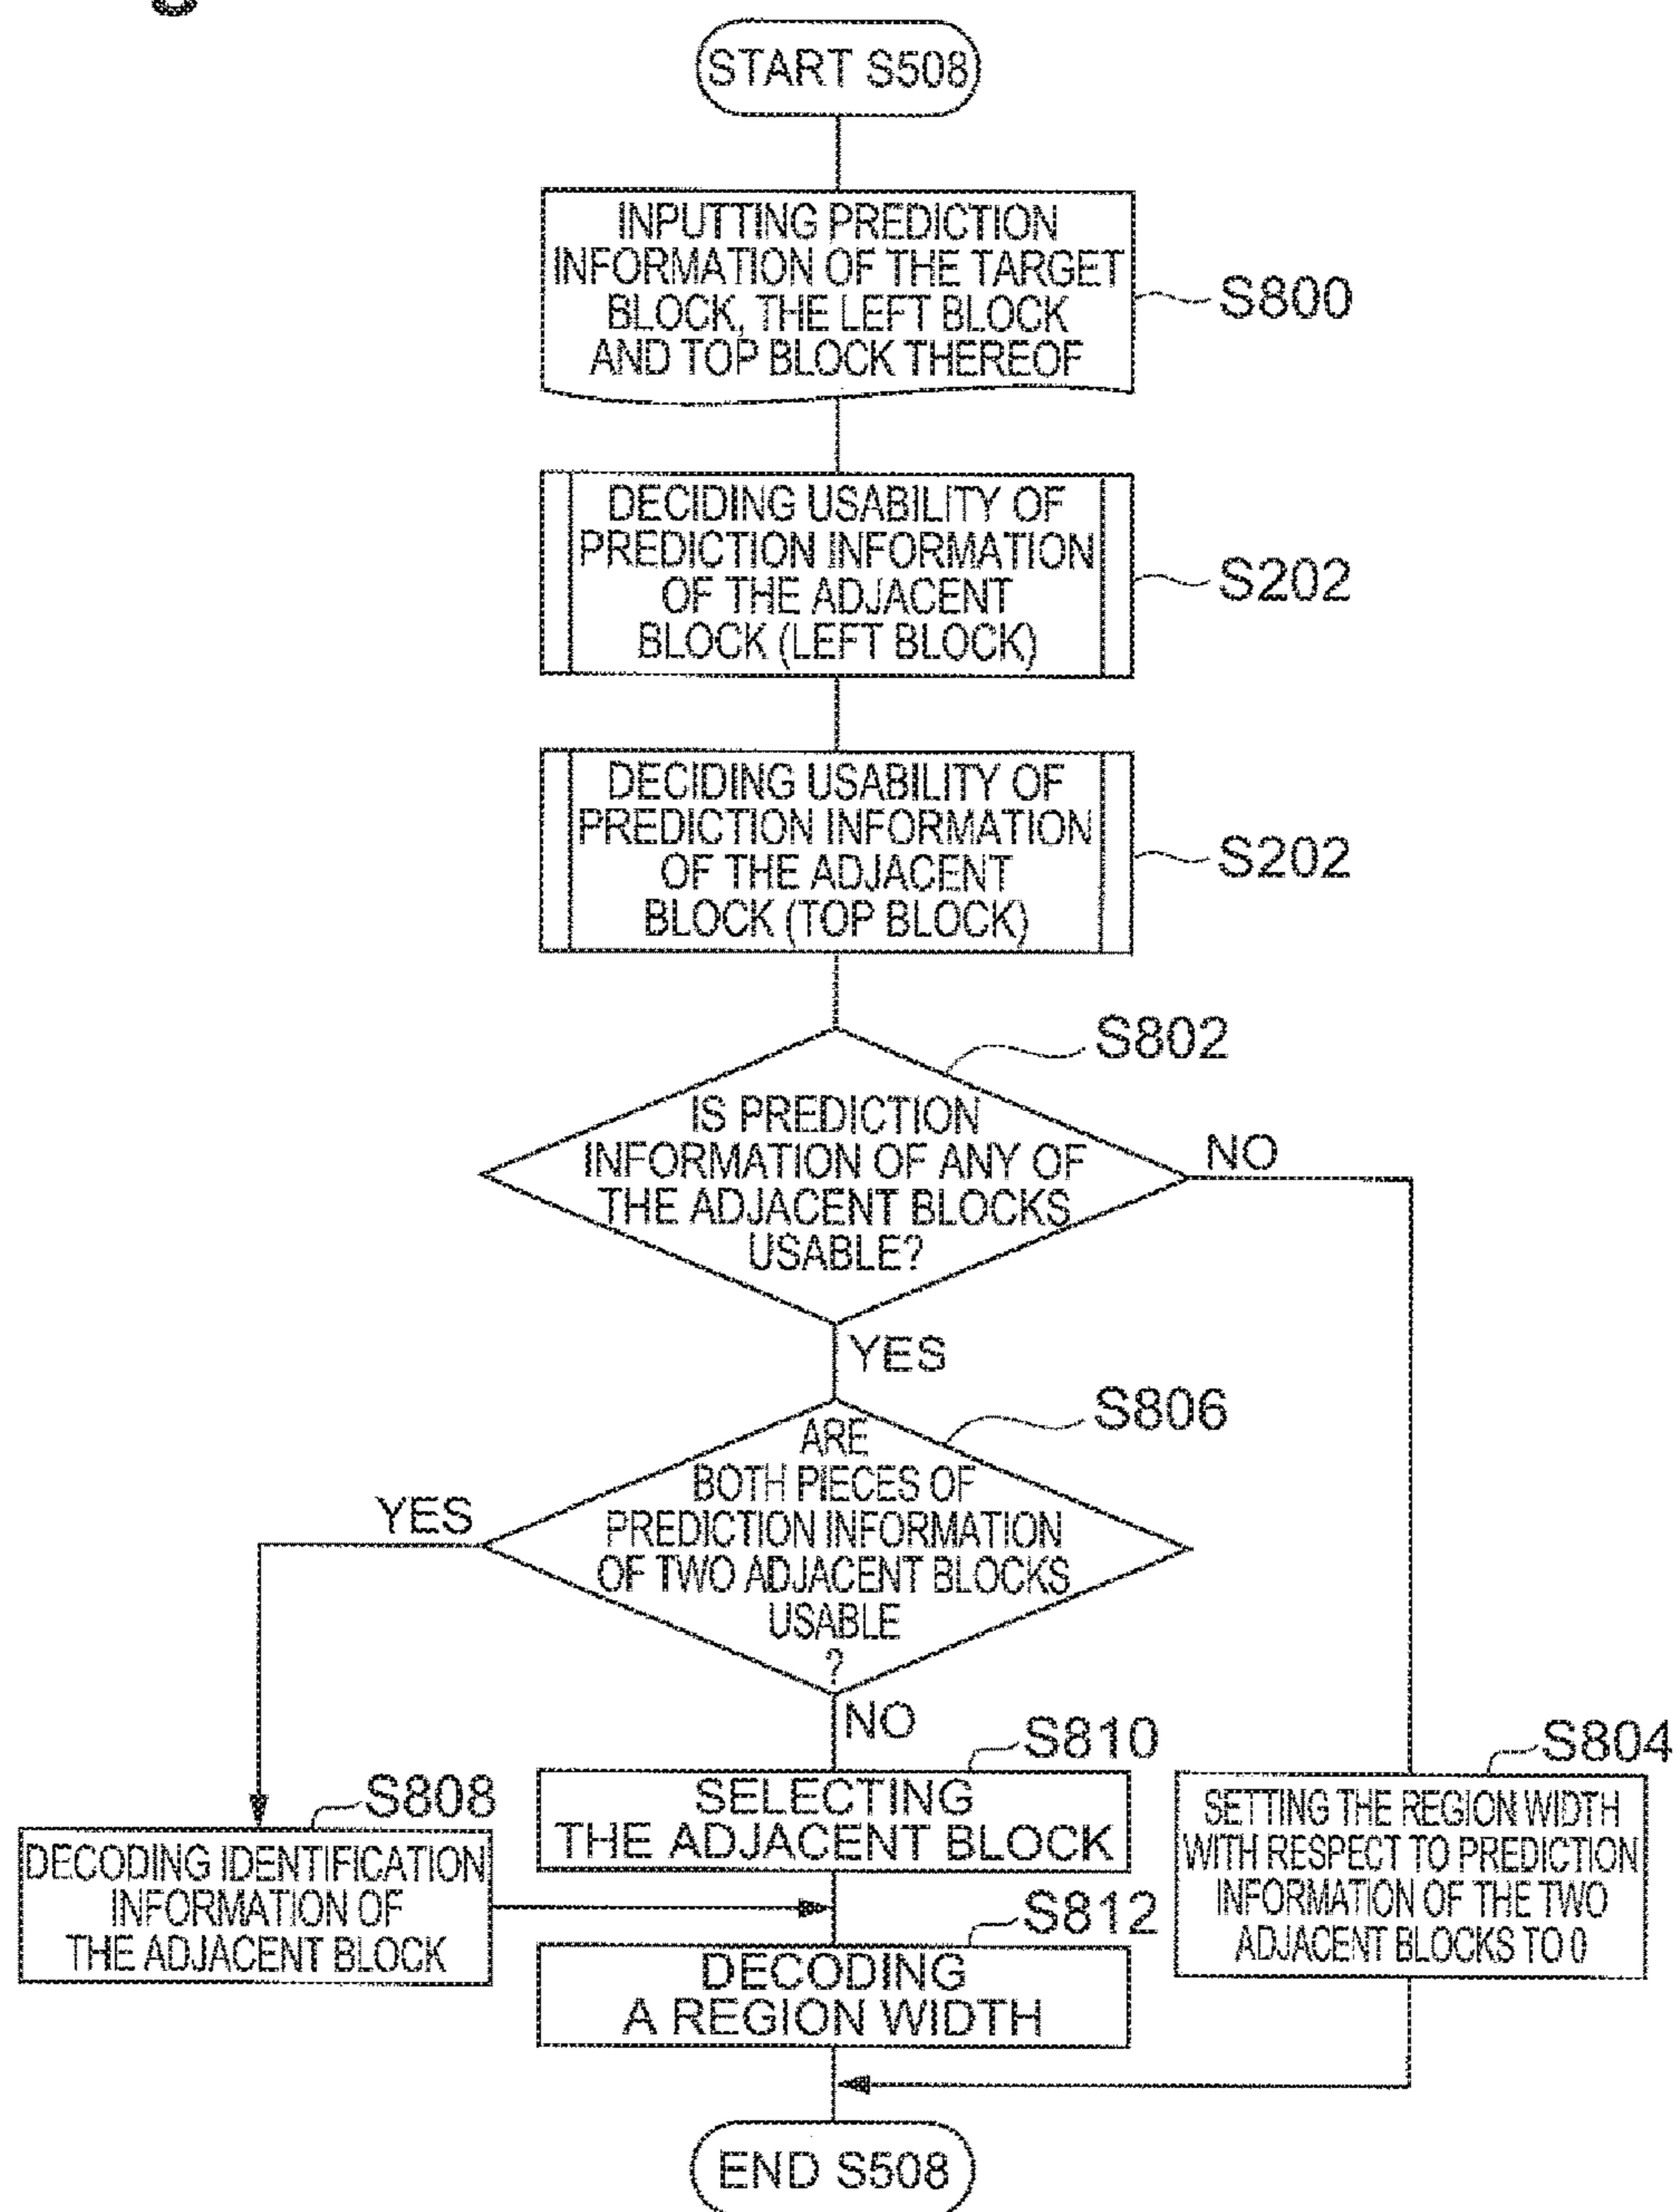 START S508
INPUTTING PREDICTION
INFORMATION OF THE TARGET
BLOCK, THE LEFT BLOCK
AND TOP BLOCK THEREOF
S800
DECIDING USABILITY OF
PREDICTION INFORMATION
OF THE ADJACENT
BLOCK (LEFT BLOCK)
S202
DECIDING USABILITY OF
PREDICTION INFORMATION
OF THE ADJACENT
BLOCK (TOP BLOCK)
S202
S802
IS PREDICTION
INFORMATION OF ANY OF
THE ADJACENT BLOCKS
USABLE?
NO
YES
S806
ARE
BOTH PIECES OF
PREDICTION INFORMATION
OF TWO ADJACENT BLOCKS
USABLE
?
YES
NO
S810
SELECTING
THE ADJACENT BLOCK
S804
SETTING THE REGION WIDTH
WITH RESPECT TO PREDICTION
INFORMATION OF THE TWO
ADJACENT BLOCKS TO 0
S808
DECODING IDENTIFICATION
INFORMATION OF
THE ADJACENT BLOCK
S812
DECODING
A REGION WIDTH
END S508